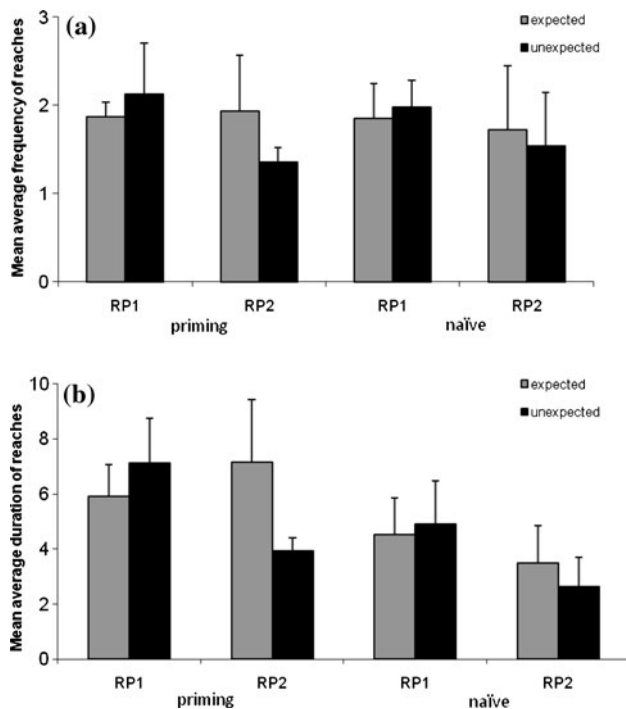 (a)
expected
unexpected
Mean average frequency of reaches
3
2
1
0
RP1 RP2 RP1 RP2
priming naïve
(b)
expected
unexpected
Mean average duration of reaches
10
8
6
4
2
0
RP1 RP2 RP1 RP2
priming naïve